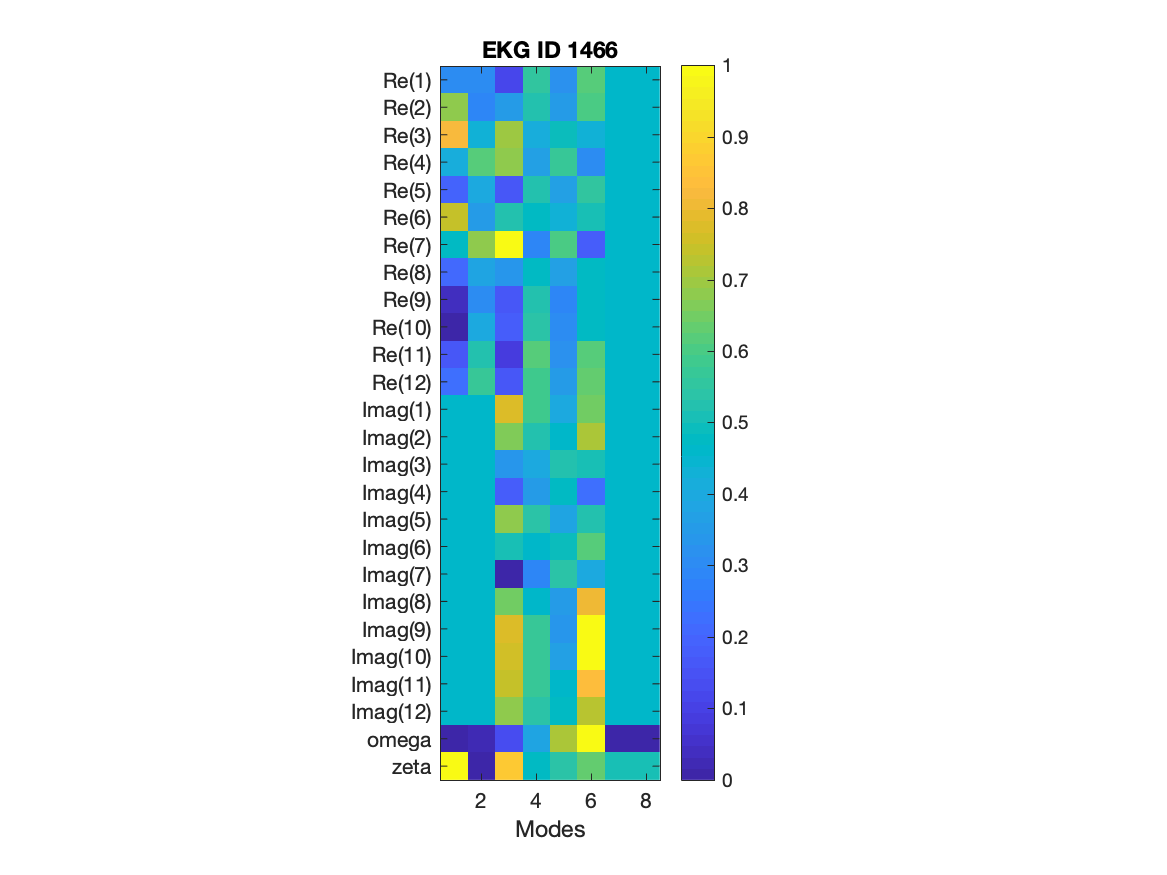 EKG ID 1466
Re(1)
Re(2)
Re(3)
Re(4)
Re(5)
Re(6)
Re(7)
Re(8)
Re(9)
Re(10)
Re(11)
Re(12)
Imag(1)
Imag(2)
Imag(3)
Imag(4)
Imag(5)
Imag(6)
Imag(7)
Imag(8)
Imag(9)
Imag(10)
Imag(11)
Imag(12)
omega
zeta
2 4 6 8
Modes
1
0.9
0.8
0.7
0.6
0.5
0.4
0.3
0.2
0.1
0